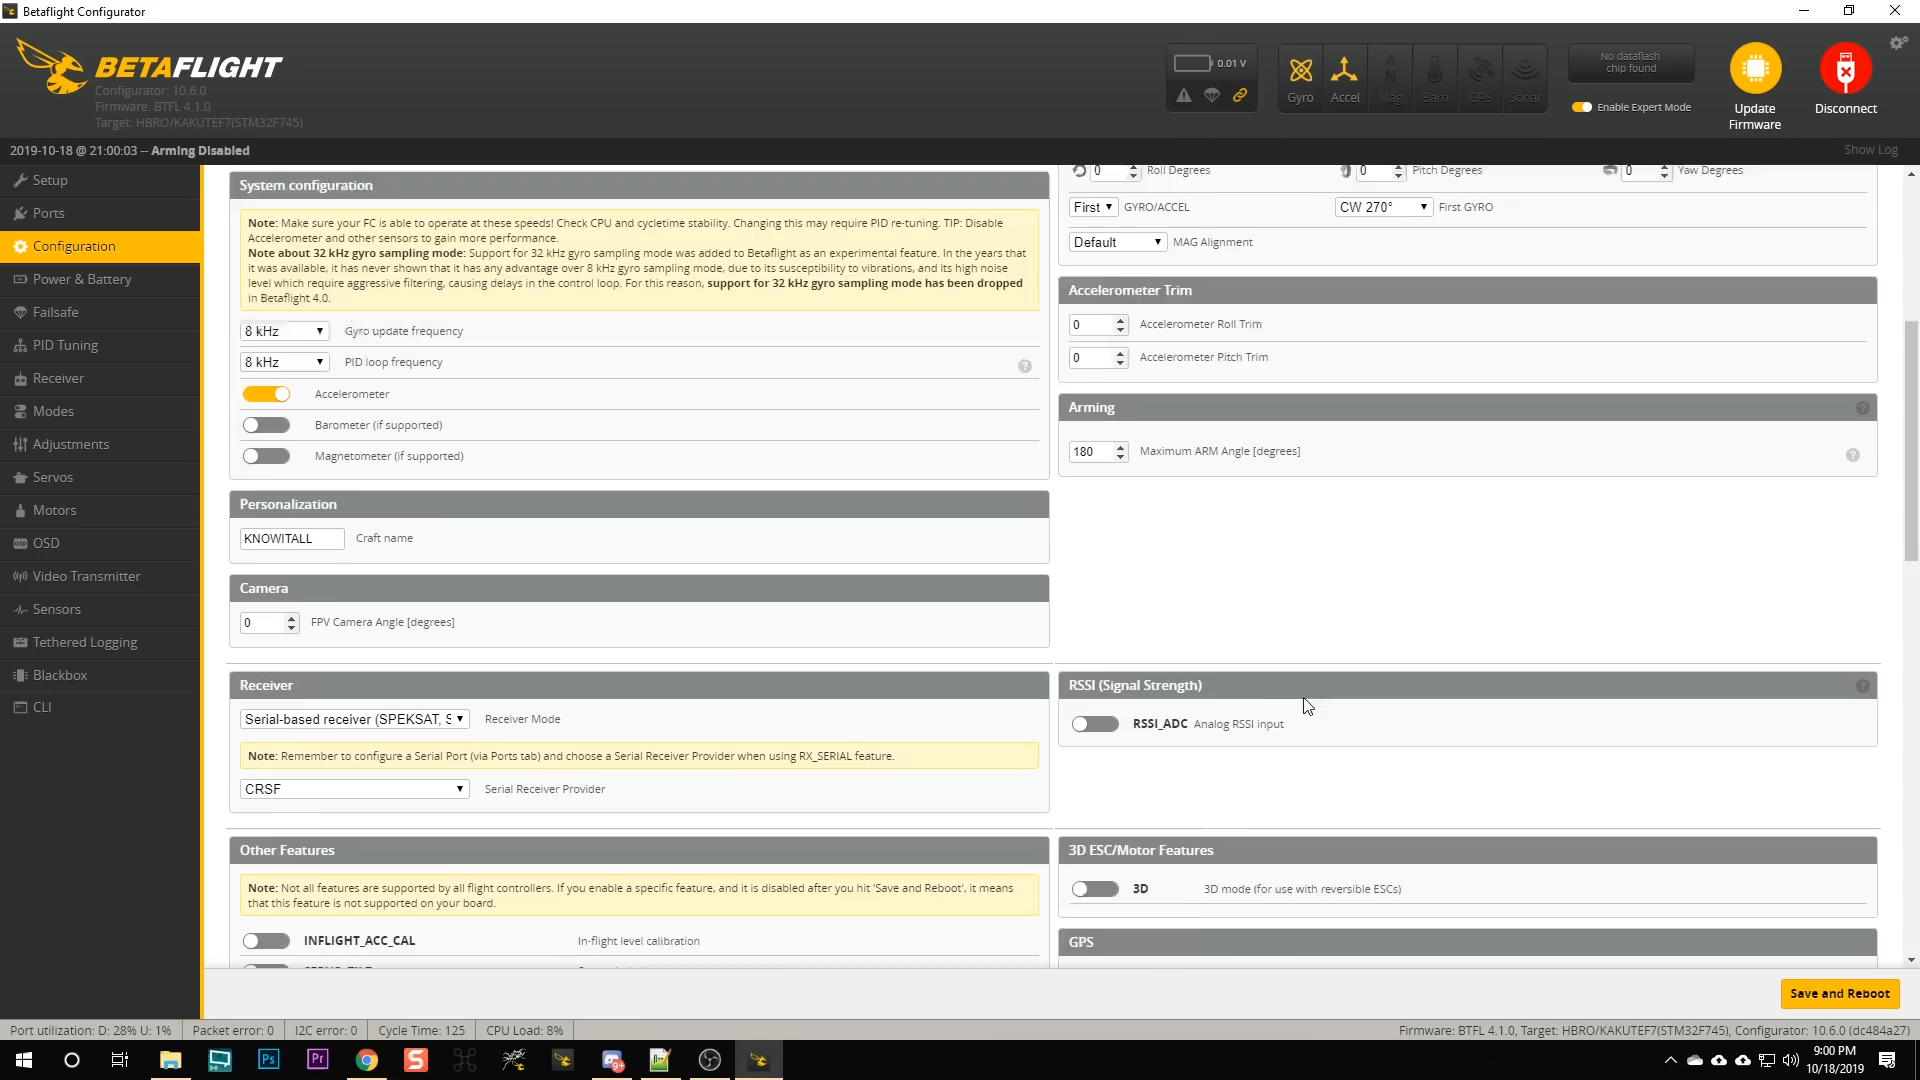 Betaflight Configurator
BETAFLIGHT
Configurator: 10.6.0
Firmware: BTFL 4.1.0
Target: HBRO/KAKUTEF7(STM32F745)
0.01 V
Gyro
Accel
Mag
Baro
GPS
Sonar
No dataflash
chip found
Enable Expert Mode
Update
Firmware
Disconnect
2019-10-18 @ 21:00:03 -- Arming Disabled
Show Log
Setup
Ports
Configuration
Power & Battery
Failsafe
PID Tuning
Receiver
Modes
Adjustments
Servos
Motors
OSD
Video Transmitter
Sensors
Tethered Logging
Blackbox
CLI
System configuration
Note: Make sure your FC is able to operate at these speeds! Check CPU and cycletime stability. Changing this may require PID re-tuning. TIP: Disable
Accelerometer and other sensors to gain more performance.
Note about 32 kHz gyro sampling mode: Support for 32 kHz gyro sampling mode was added to Betaflight as an experimental feature. In the years that
it was available, it has never shown that it has any advantage over 8 kHz gyro sampling mode, due to its susceptibility to vibrations, and its high noise
level which require aggressive filtering, causing delays in the control loop. For this reason, support for 32 kHz gyro sampling mode has been dropped
in Betaflight 4.0.
8 kHz Gyro update frequency
8 kHz PID loop frequency
Accelerometer
Barometer (if supported)
Magnetometer (if supported)
Personalization
KNOWITALL Craft name
Camera
0 FPV Camera Angle [degrees]
Receiver
Serial-based receiver (SPEKSAT, S Receiver Mode
Note: Remember to configure a Serial Port (via Ports tab) and choose a Serial Receiver Provider when using RX_SERIAL feature.
CRSF Serial Receiver Provider
Other Features
Note: Not all features are supported by all flight controllers. If you enable a specific feature, and it is disabled after you hit 'Save and Reboot', it means
that this feature is not supported on your board.
INFLIGHT_ACC_CAL In-flight level calibration
0 Roll Degrees 0 Pitch Degrees 0 Yaw Degrees
First GYRO/ACCEL CW 270° First GYRO
Default MAG Alignment
Accelerometer Trim
0 Accelerometer Roll Trim
0 Accelerometer Pitch Trim
Arming
180 Maximum ARM Angle [degrees]
RSSI (Signal Strength)
RSSI_ADC Analog RSSI input
3D ESC/Motor Features
3D 3D mode (for use with reversible ESCs)
GPS
Save and Reboot
Port utilization: D: 28% U: 1% Packet error: 0 I2C error: 0 Cycle Time: 125 CPU Load: 8% Firmware: BTFL 4.1.0, Target: HBRO/KAKUTEF7(STM32F745), Configurator: 10.6.0 (dc484a27)
Ps
Pr
S
9+
9:00 PM
10/18/2019